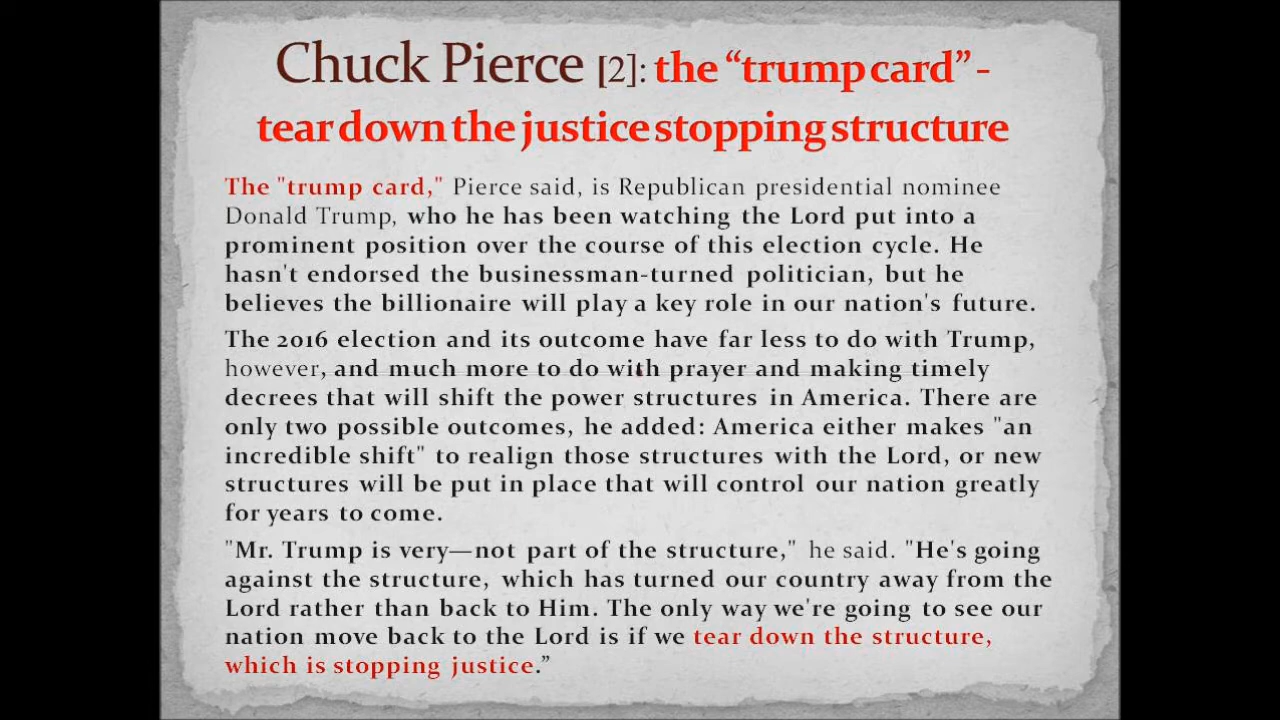 Chuck Pierce [2]: the “trump card” -
tear down the justice stopping structure
The "trump card," Pierce said, is Republican presidential nominee
Donald Trump, who he has been watching the Lord put into a
prominent position over the course of this election cycle. He
hasn't endorsed the businessman-turned politician, but he
believes the billionaire will play a key role in our nation's future.
The 2016 election and its outcome have far less to do with Trump,
however, and much more to do with prayer and making timely
decrees that will shift the power structures in America. There are
only two possible outcomes, he added: America either makes "an
incredible shift" to realign those structures with the Lord, or new
structures will be put in place that will control our nation greatly
for years to come.
"Mr. Trump is very—not part of the structure," he said. "He's going
against the structure, which has turned our country away from the
Lord rather than back to Him. The only way we're going to see our
nation move back to the Lord is if we tear down the structure,
which is stopping justice.”